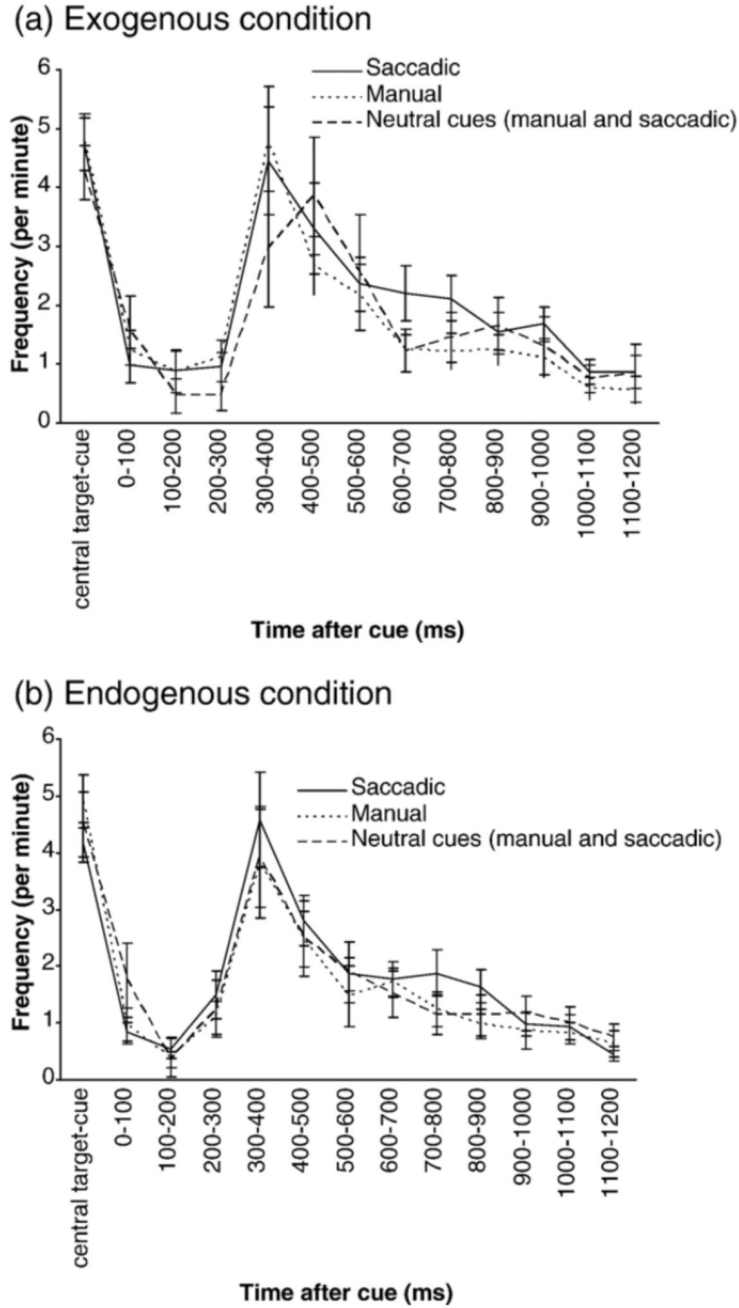 (a) Exogenous condition
6
5
4
3
2
1
0
Frequency (per minute)
Saccadic
Manual
Neutral cues (manual and saccadic)
central target-cue
0-100
100-200
200-300
300-400
400-500
500-600
600-700
700-800
800-900
900-1000
1000-1100
1100-1200
Time after cue (ms)
(b) Endogenous condition
6
5
4
3
2
1
0
Frequency (per minute)
Saccadic
Manual
Neutral cues (manual and saccadic)
central target-cue
0-100
100-200
200-300
300-400
400-500
500-600
600-700
700-800
800-900
900-1000
1000-1100
1100-1200
Time after cue (ms)